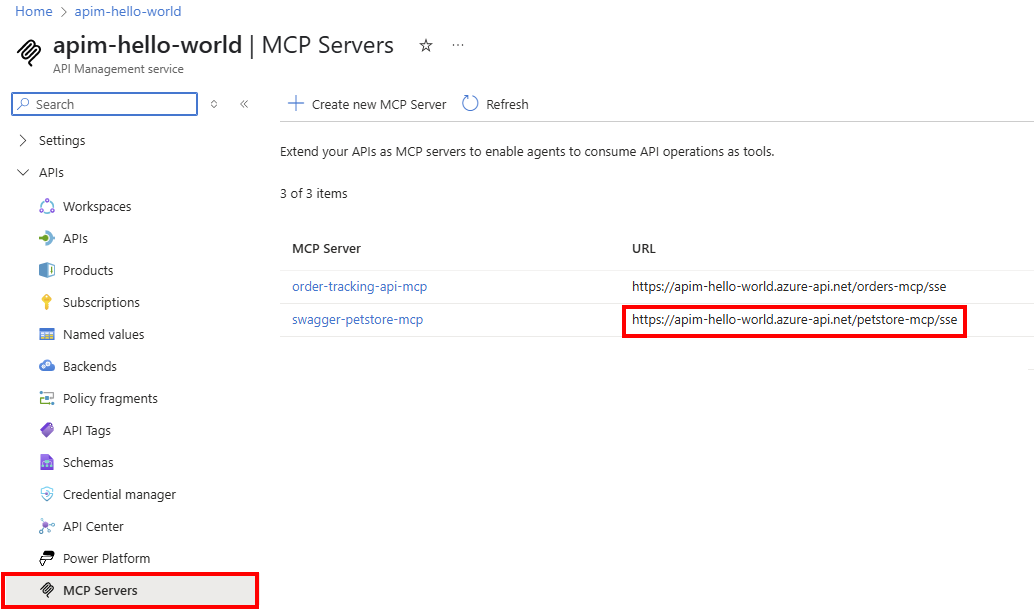 Home > apim-hello-world
apim-hello-world | MCP Servers
API Management service
Search
Settings
APIs
Workspaces
APIs
Products
Subscriptions
Named values
Backends
Policy fragments
API Tags
Schemas
Credential manager
API Center
Power Platform
MCP Servers
Create new MCP Server Refresh
Extend your APIs as MCP servers to enable agents to consume API operations as tools.
3 of 3 items
MCP Server URL
order-tracking-api-mcp https://apim-hello-world.azure-api.net/orders-mcp/sse
swagger-petstore-mcp https://apim-hello-world.azure-api.net/petstore-mcp/sse